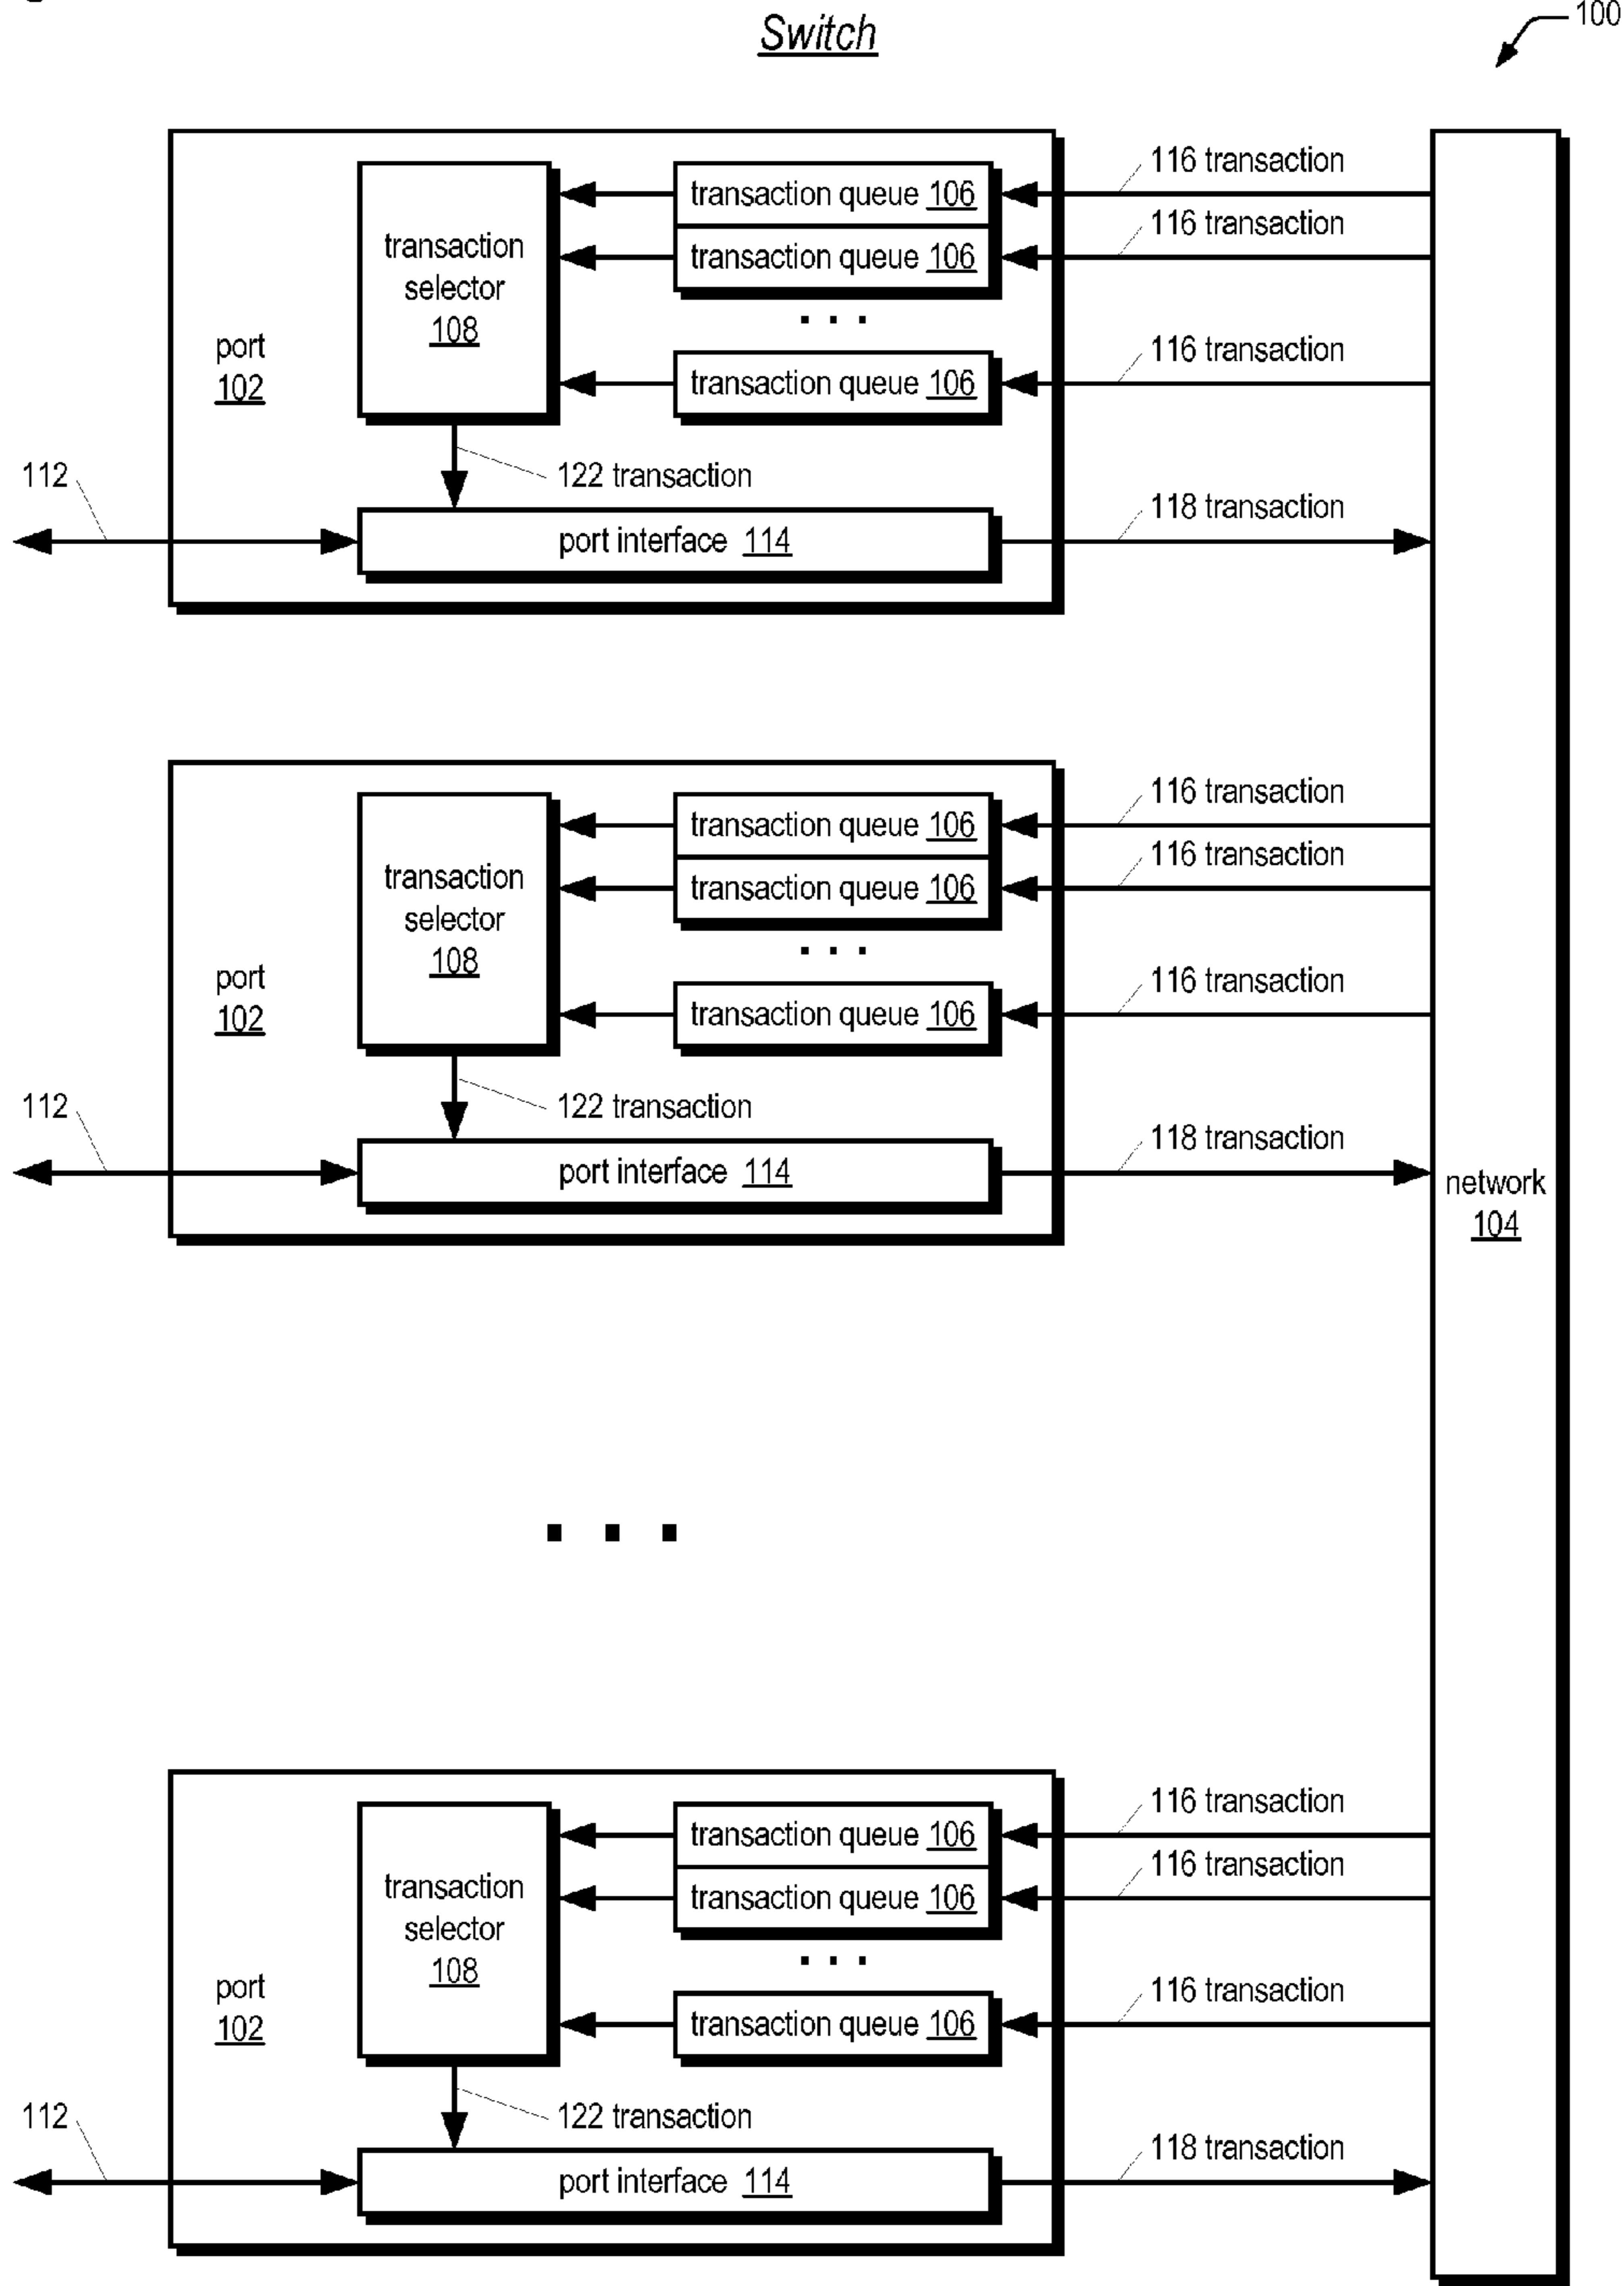 Switch
100
116 transaction
transaction queue 106
116 transaction
transaction
selector
108
transaction queue 106
. . .
116 transaction
port
102
transaction queue 106
112
122 transaction
118 transaction
port interface 114
116 transaction
transaction queue 106
116 transaction
transaction
selector
108
transaction queue 106
. . .
116 transaction
port
102
transaction queue 106
112
122 transaction
118 transaction
port interface 114
network
104
. . .
116 transaction
transaction queue 106
116 transaction
transaction
selector
108
transaction queue 106
. . .
116 transaction
port
102
transaction queue 106
112
122 transaction
118 transaction
port interface 114